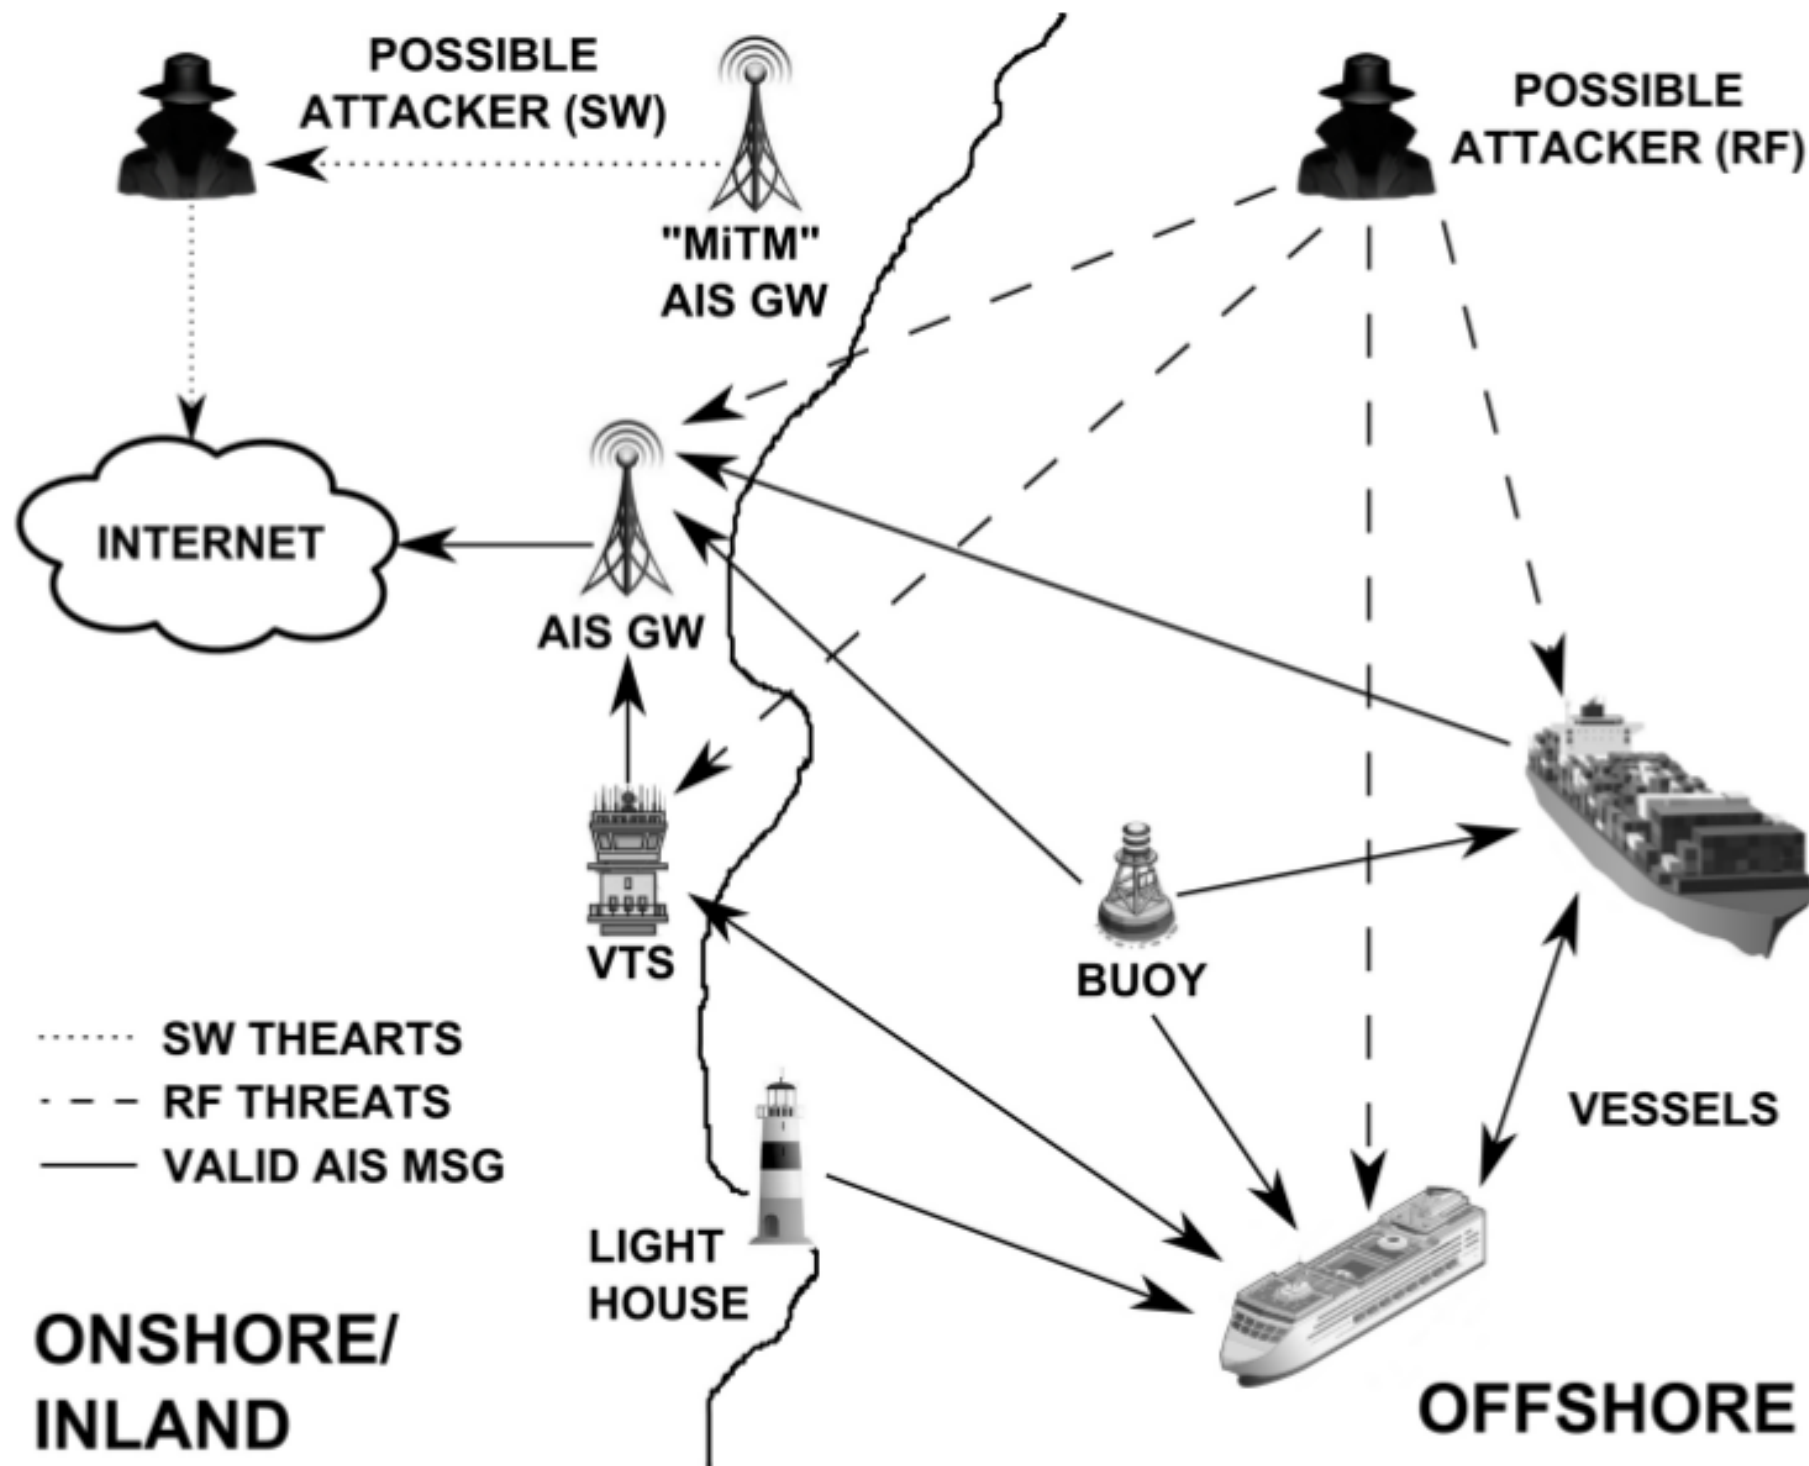 POSSIBLE
ATTACKER (SW)
POSSIBLE
ATTACKER (RF)
"MiTM"
AIS GW
INTERNET
AIS GW
VTS
BUOY
SW THEARTS
RF THREATS
VALID AIS MSG
VESSELS
LIGHT
HOUSE
ONSHORE/
INLAND
OFFSHORE